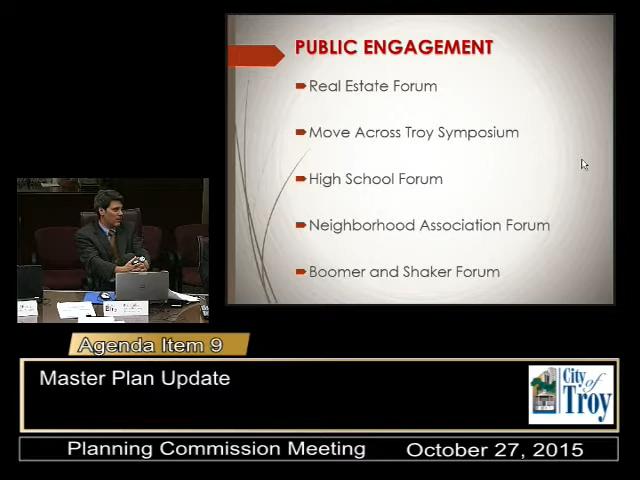 PUBLIC ENGAGEMENT
Real Estate Forum
Move Across Troy Symposium
High School Forum
Neighborhood Association Forum
Boomer and Shaker Forum
Agenda Item 9
Master Plan Update
City
of
Troy
Planning Commission Meeting
October 27, 2015